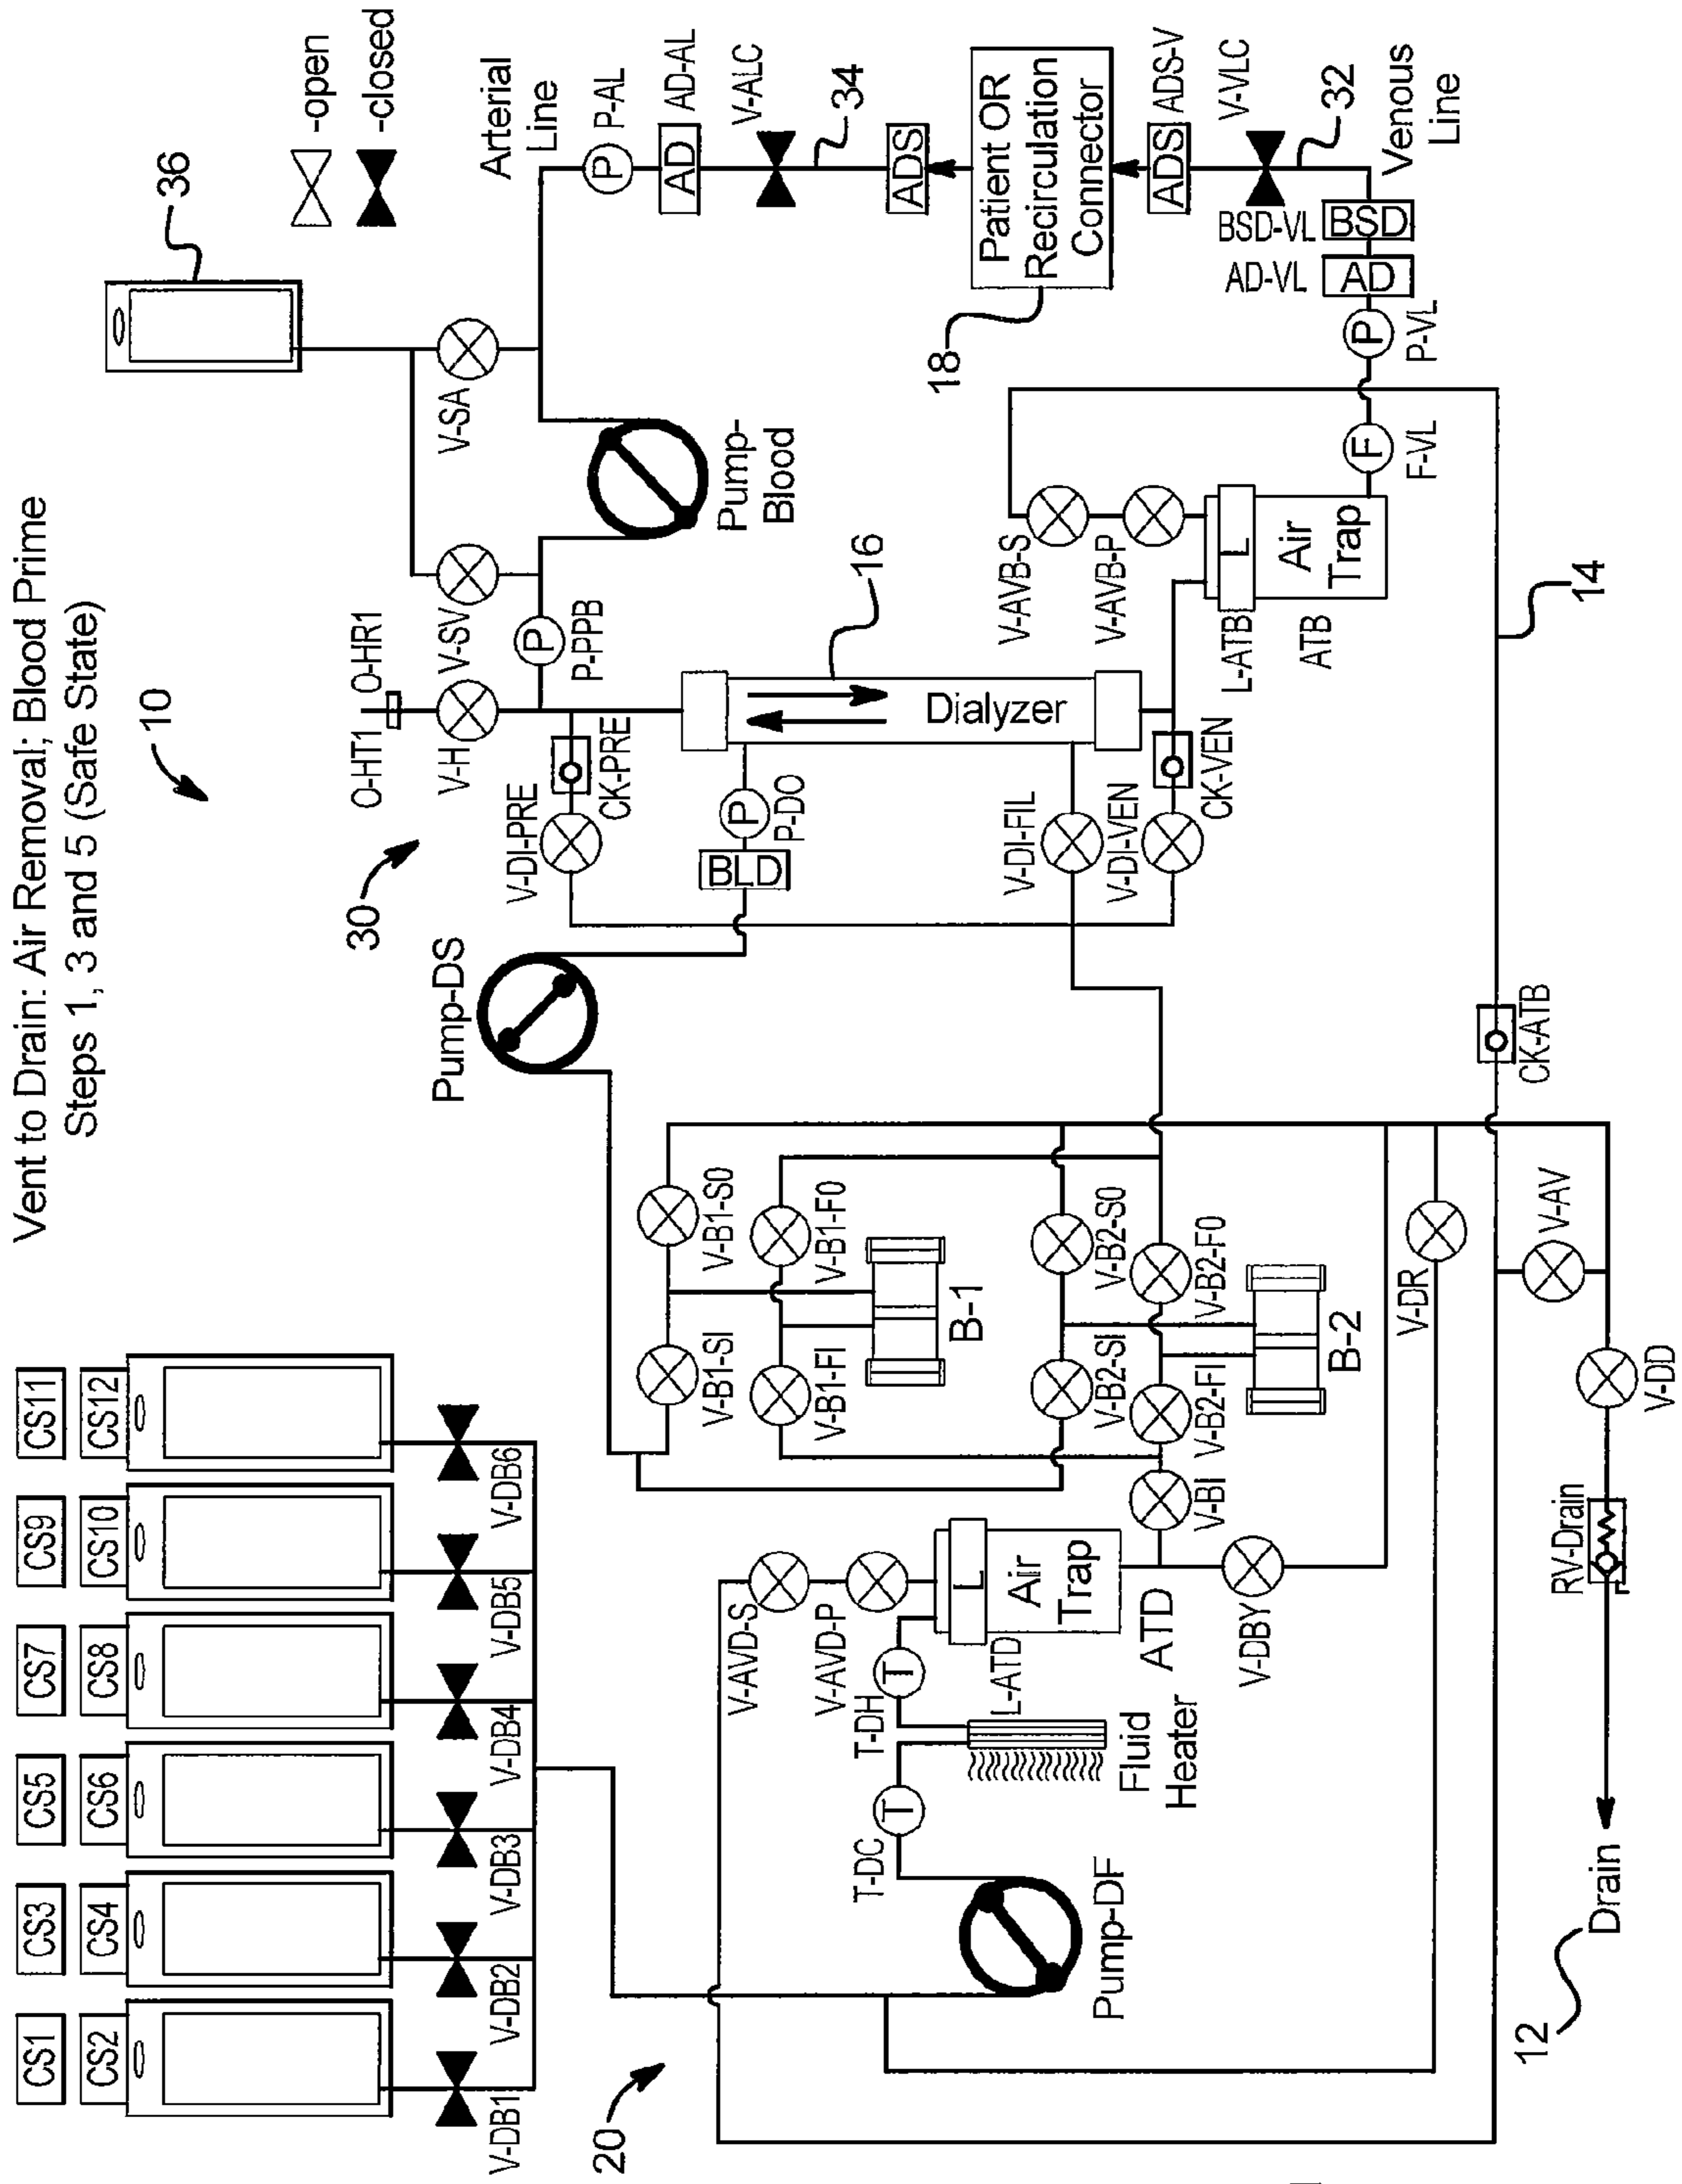 Vent to Drain: Air Removal; Blood Prime
Steps 1, 3 and 5 (Safe State)
10
-open
-closed
36
CS1
CS2
CS3
CS4
CS5
CS6
CS7
CS8
CS9
CS10
CS11
CS12
V-DB1
V-DB2
V-DB3
V-DB4
V-DB5
V-DB6
20
Pump-DS
30
O-HT1
O-HR1
V-H
V-SV
V-SA
P
P-PPB
V-DI-PRE
CK-PRE
Pump-
Blood
Arterial
Line
P
P-AL
AD
AD-AL
V-ALC
34
ADS
Patient OR
Recirculation
Connector
18
ADS
ADS-V
V-VLC
32
Venous
Line
BSD-VL
BSD
AD-VL
AD
P
P-VL
F
F-VL
16
Dialyzer
BLD
P
P-DO
V-DI-FIL
V-DI-VEN
CK-VEN
V-AVB-S
V-AVB-P
L-ATB
L
Air
Trap
ATB
14
CK-ATB
V-B1-SI
V-B1-S0
V-B1-FI
V-B1-F0
B-1
V-B2-SI
V-B2-S0
V-B2-FI
V-B2-F0
B-2
V-BI
V-AVD-S
V-AVD-P
L
Air
Trap
ATD
L-ATD
T
T-DH
T
T-DC
Fluid
Heater
Pump-DF
V-DBY
V-DR
V-AV
V-DD
RV-Drain
Drain
12